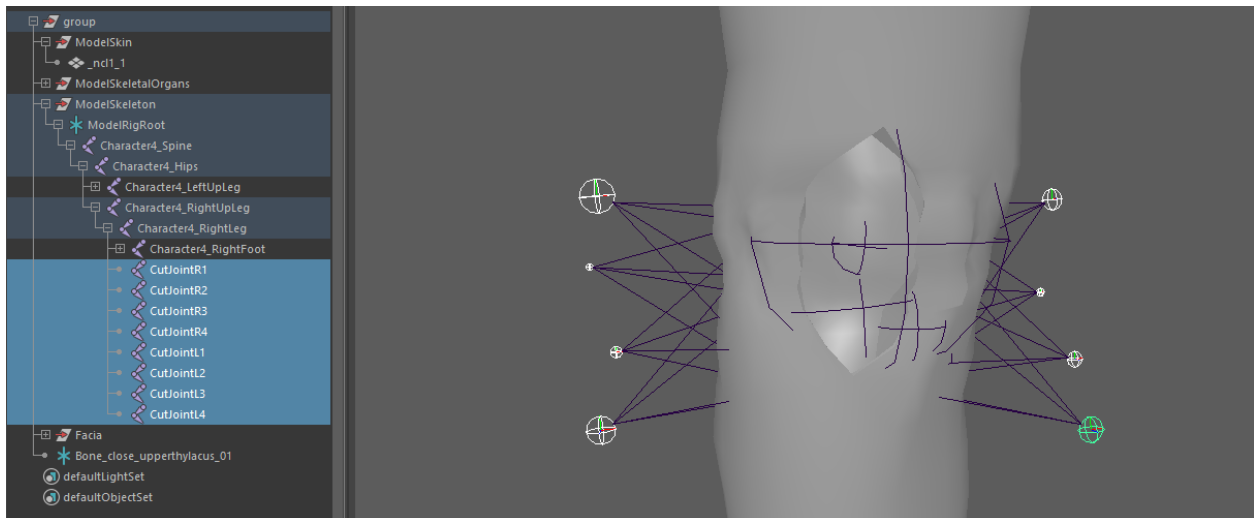 group
ModelSkin
_ncl1_1
ModelSkeletalOrgans
ModelSkeleton
ModelRigRoot
Character4_Spine
Character4_Hips
Character4_LeftUpLeg
Character4_RightUpLeg
Character4_RightLeg
Character4_RightFoot
CutJointR1
CutJointR2
CutJointR3
CutJointR4
CutJointL1
CutJointL2
CutJointL3
CutJointL4
Facia
Bone_close_upperthylacus_01
defaultLightSet
defaultObjectSet